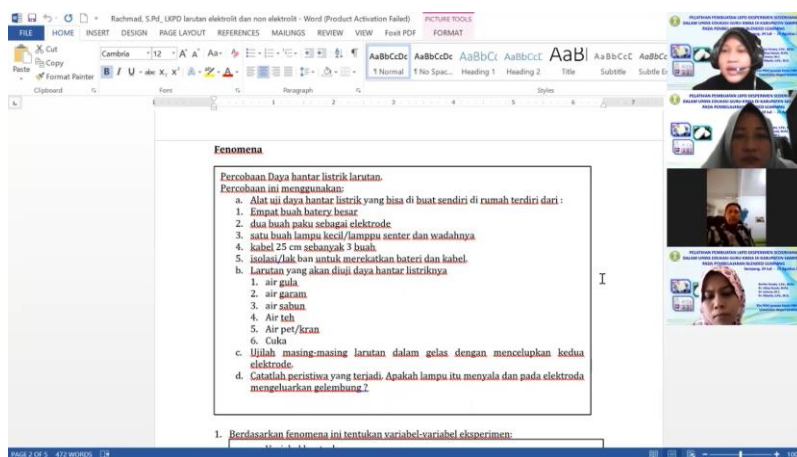 Rachmad, S.Pd_ LKPD larutan elektrolit dan non elektrolit - Word (Product Activation Failed)
PICTURE TOOLS
FILE HOME INSERT DESIGN PAGE LAYOUT REFERENCES MAILINGS REVIEW VIEW Foxit PDF FORMAT
Cut
Copy
Format Painter
Paste
Cambria 12
AaBbCcDc AaBbCcDc AaBbCc AaBbCcC AaBl AaBbCcC AaBbCc
1 Normal 1 No Spac... Heading 1 Heading 2 Title Subtitle Subtle
Clipboard Font Paragraph Styles
Fenomena
Percobaan Daya hantar listrik larutan.
Percobaan ini menggunakan:
a. Alat uji daya hantar listrik yang bisa di buat sendiri di rumah terdiri dari :
1. Empat buah batery besar
2. dua buah paku sebagai elektrode
3. satu buah lampu kecil/lamppu senter dan wadahnya
4. kabel 25 cm sebanyak 3 buah
5. isolasi/lak ban untuk merekatkan bateri dan kabel.
b. Larutan yang akan diuji daya hantar listriknya
1. air gula
2. air garam
3. air sabun
4. Air teh
5. Air pet/kran
6. Cuka
c. Ujilah masing-masing larutan dalam gelas dengan mencelupkan kedua
elektrode.
d. Catatlah peristiwa yang terjadi. Apakah lampu itu menyala dan pada elektroda
mengeluarkan gelembung ?
1. Berdasarkan fenomena ini tentukan variabel-variabel eksperimen:
PAGE 2 OF 5 472 WORDS